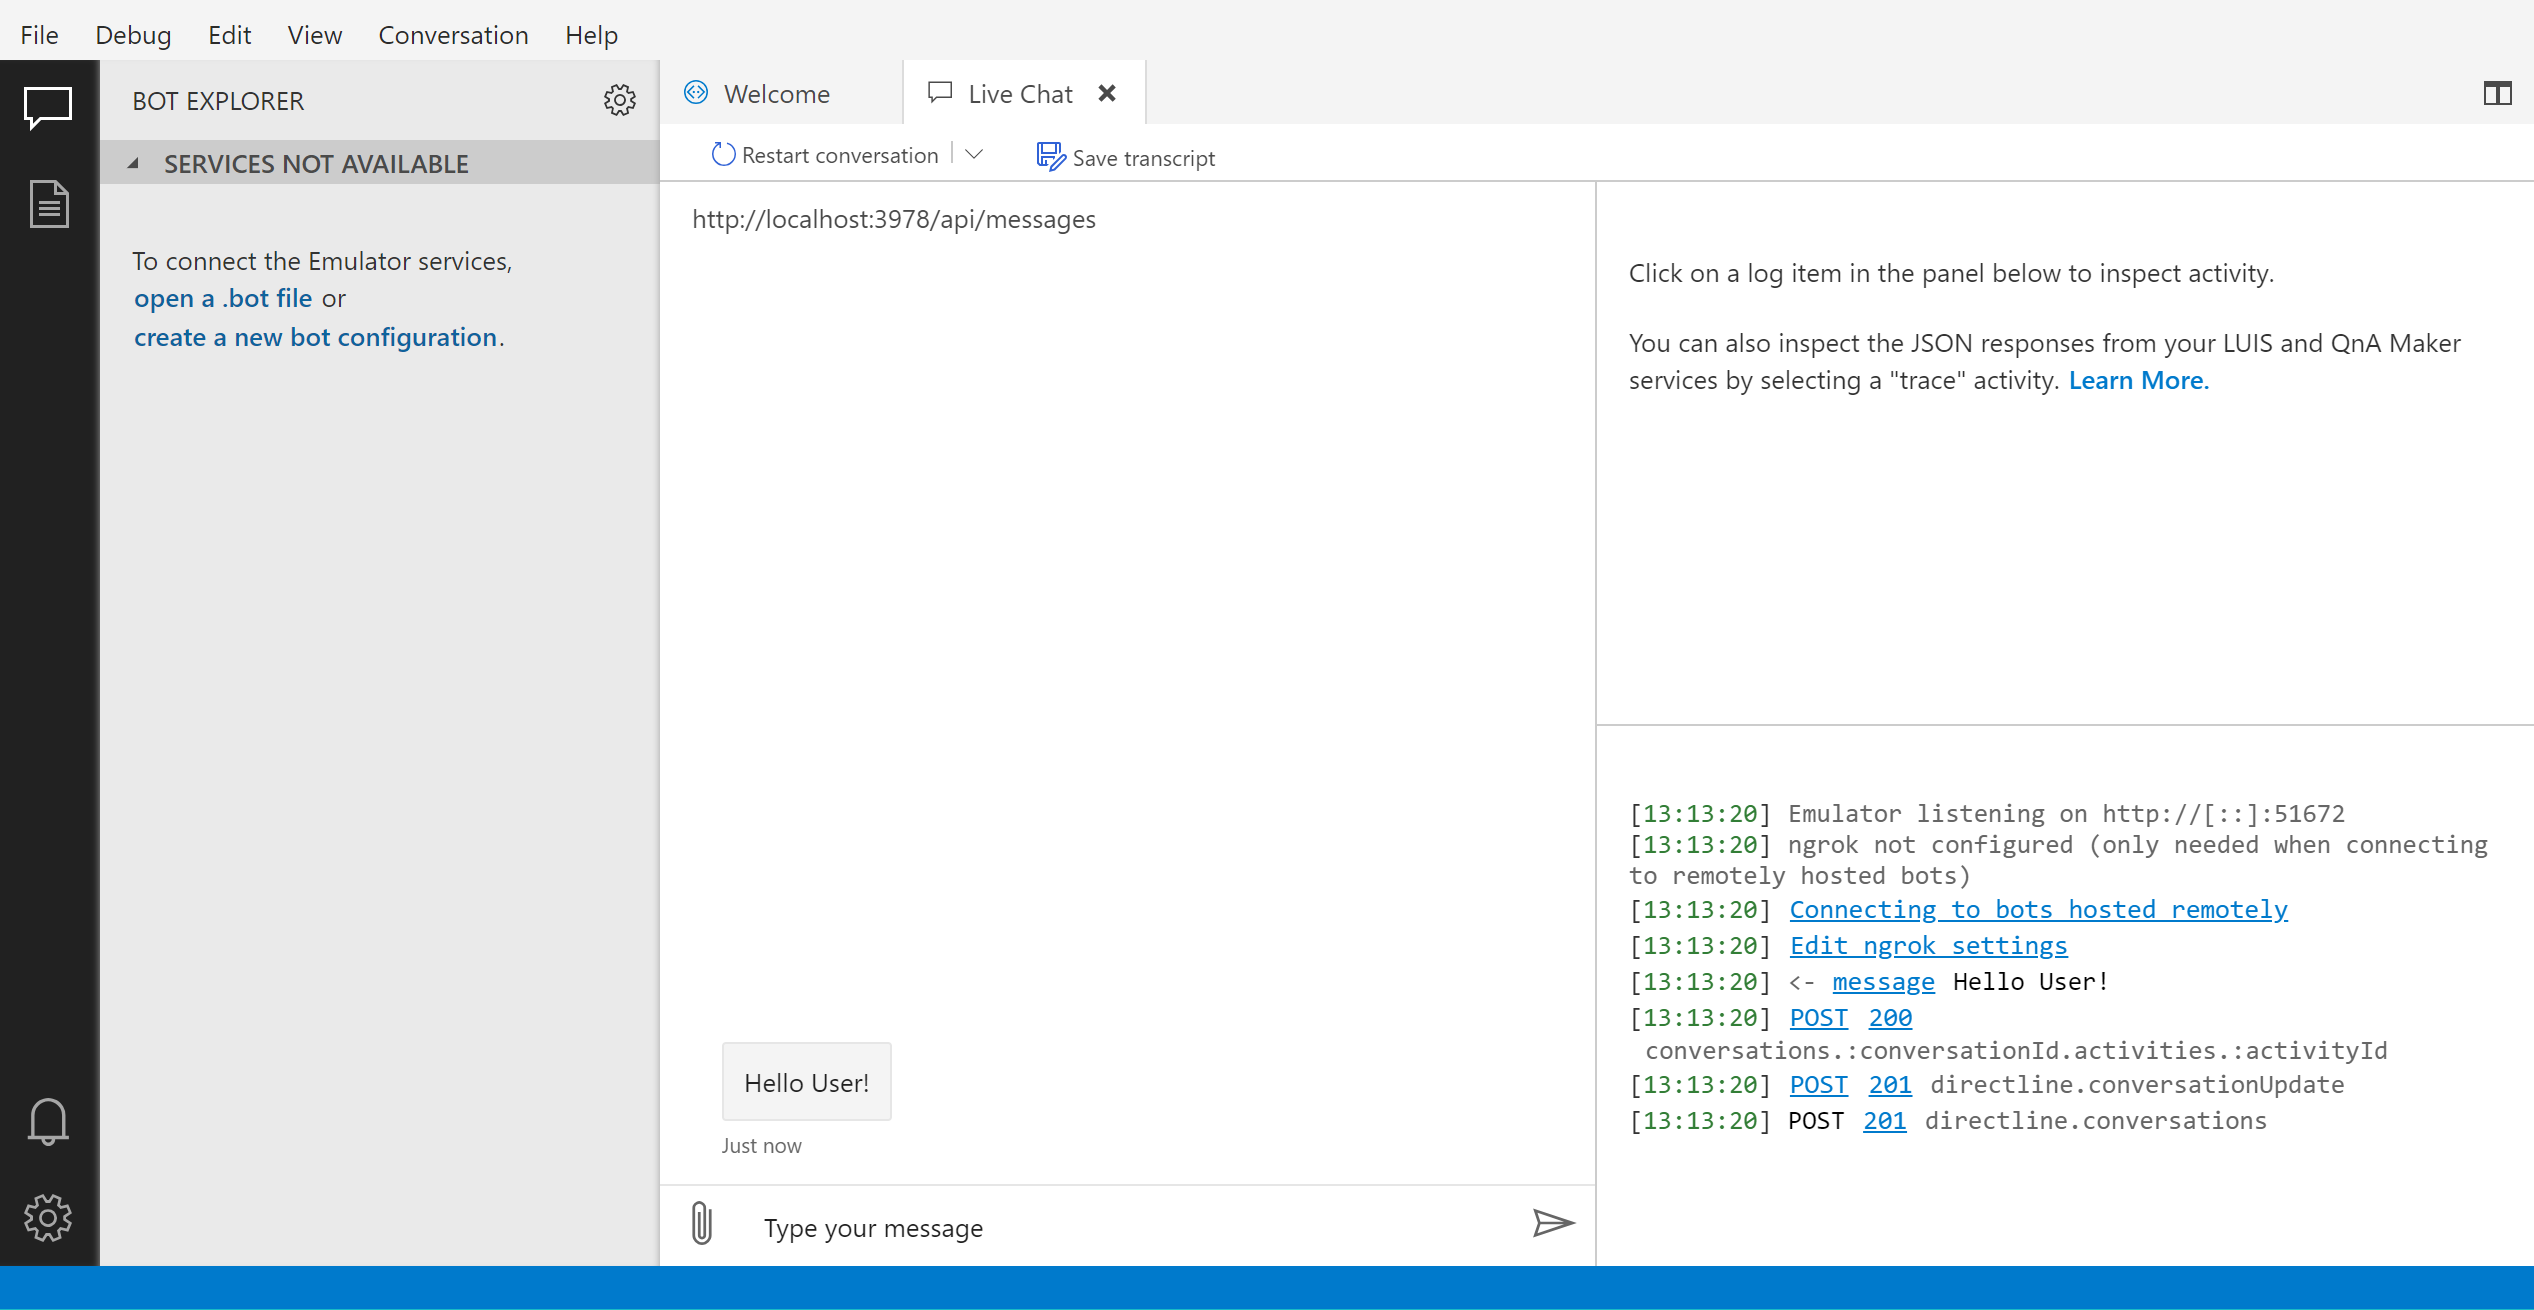 File Debug Edit View Conversation Help
BOT EXPLORER
SERVICES NOT AVAILABLE
To connect the Emulator services,
open a .bot file or
create a new bot configuration.
Welcome
Live Chat
Restart conversation
Save transcript
http://localhost:3978/api/messages
Hello User!
Just now
Type your message
Click on a log item in the panel below to inspect activity.
You can also inspect the JSON responses from your LUIS and QnA Maker
services by selecting a "trace" activity. Learn More.
[13:13:20] Emulator listening on http://[::]:51672
[13:13:20] ngrok not configured (only needed when connecting
to remotely hosted bots)
[13:13:20] Connecting to bots hosted remotely
[13:13:20] Edit ngrok settings
[13:13:20] <- message Hello User!
[13:13:20] POST 200
conversations.:conversationId.activities.:activityId
[13:13:20] POST 201 directline.conversationUpdate
[13:13:20] POST 201 directline.conversations